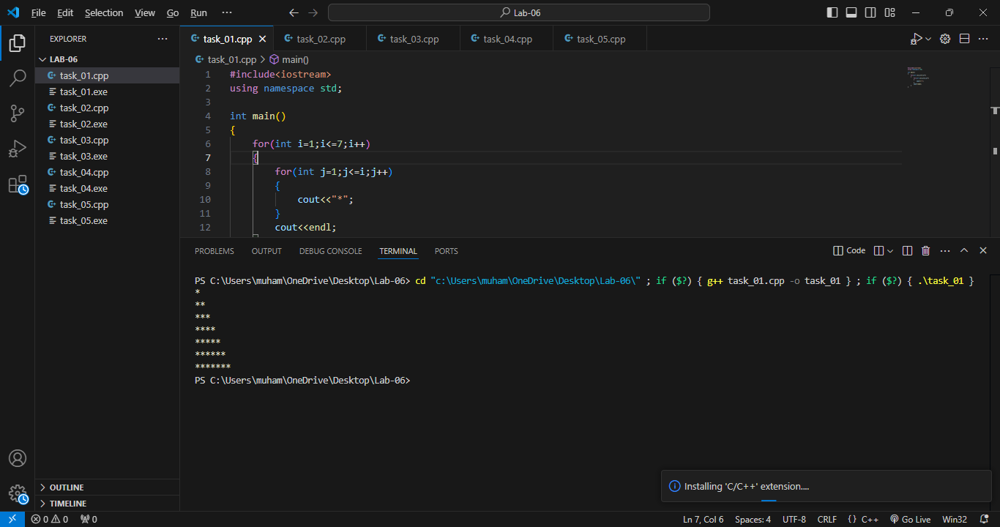 File Edit Selection View Go Run ··· Lab-06
EXPLORER ···
LAB-06
task_01.cpp
task_01.exe
task_02.cpp
task_02.exe
task_03.cpp
task_03.exe
task_04.cpp
task_04.exe
task_05.cpp
task_05.exe
OUTLINE
TIMELINE
task_01.cpp task_02.cpp task_03.cpp task_04.cpp task_05.cpp
task_01.cpp > main()
1 #include<iostream>
2 using namespace std;
3
4 int main()
5 {
6 for(int i=1;i<=7;i++)
7 {
8 for(int j=1;j<=i;j++)
9 {
10 cout<<"*";
11 }
12 cout<<endl;
PROBLEMS OUTPUT DEBUG CONSOLE TERMINAL PORTS Code
PS C:\Users\muham\OneDrive\Desktop\Lab-06> cd "c:\Users\muham\OneDrive\Desktop\Lab-06\" ; if ($?) { g++ task_01.cpp -o task_01 } ; if ($?) { .\task_01 }
*
**
***
****
*****
******
*******
PS C:\Users\muham\OneDrive\Desktop\Lab-06>
Installing 'C/C++' extension....
0 0 0 Ln 7, Col 6 Spaces: 4 UTF-8 CRLF {} C++ Go Live Win32